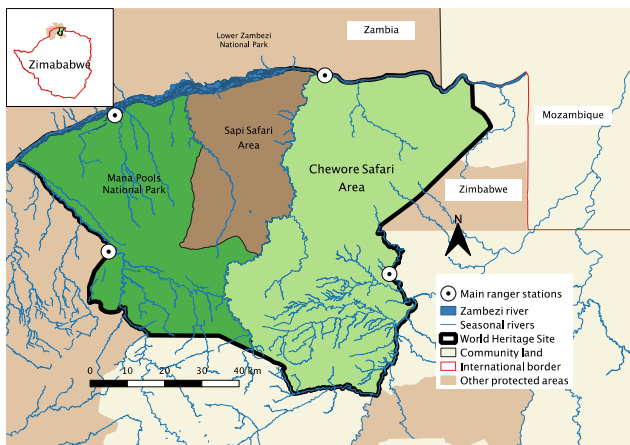 Zimbabwe
Lower Zambezi
National Park
Zambia
Sapi Safari
Area
Mana Pools
National Park
Chewore Safari
Area
Mozambique
Zimbabwe
N
Main ranger stations
Zambezi river
Seasonal rivers
World Heritage Site
Community land
International border
Other protected areas
0 10 20 30 40 km